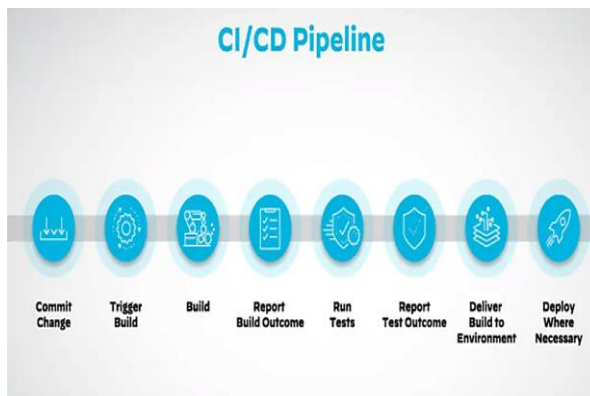 CI/CD Pipeline
Commit
Change
Trigger
Build
Build
Report
Build Outcome
Run
Tests
Report
Test Outcome
Deliver
Build to
Environment
Deploy
Where
Necessary